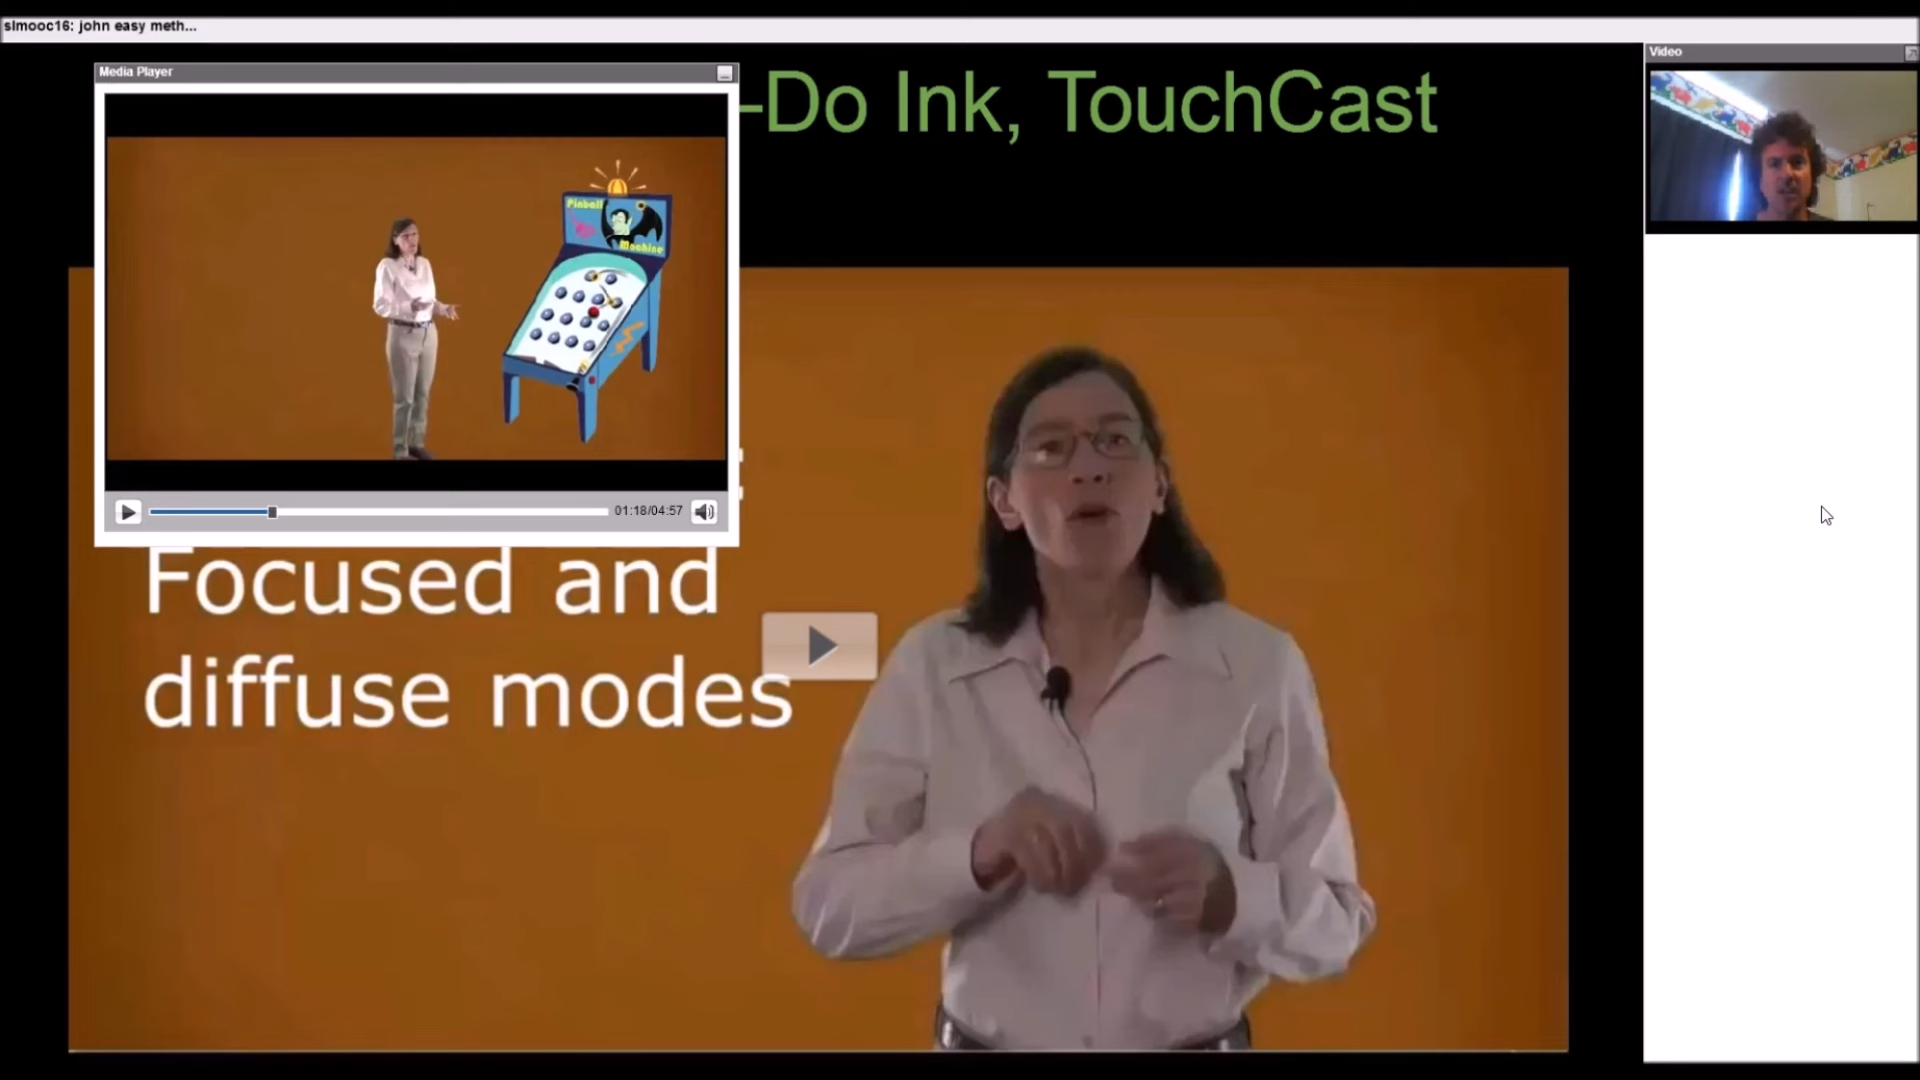 slmooc16: john easy meth...
Video
Media Player
-Do Ink, TouchCast
Pinball
Machine
01:18/04:57
Focused and
diffuse modes